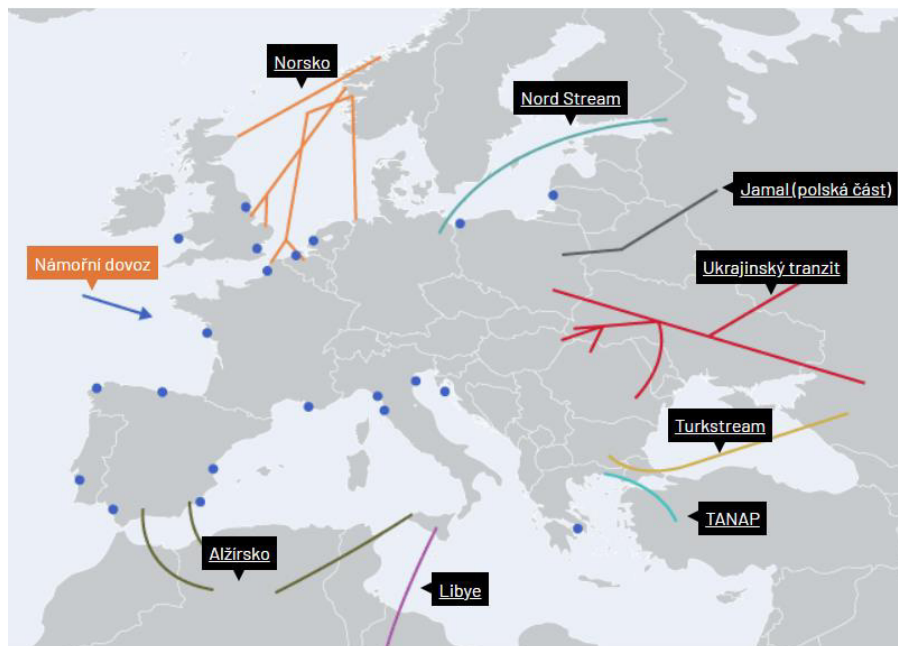 Norsko
Nord Stream
Jamal (polská část)
Námořní dovoz
Ukrajinský tranzit
Turkstream
TANAP
Alžírsko
Libye